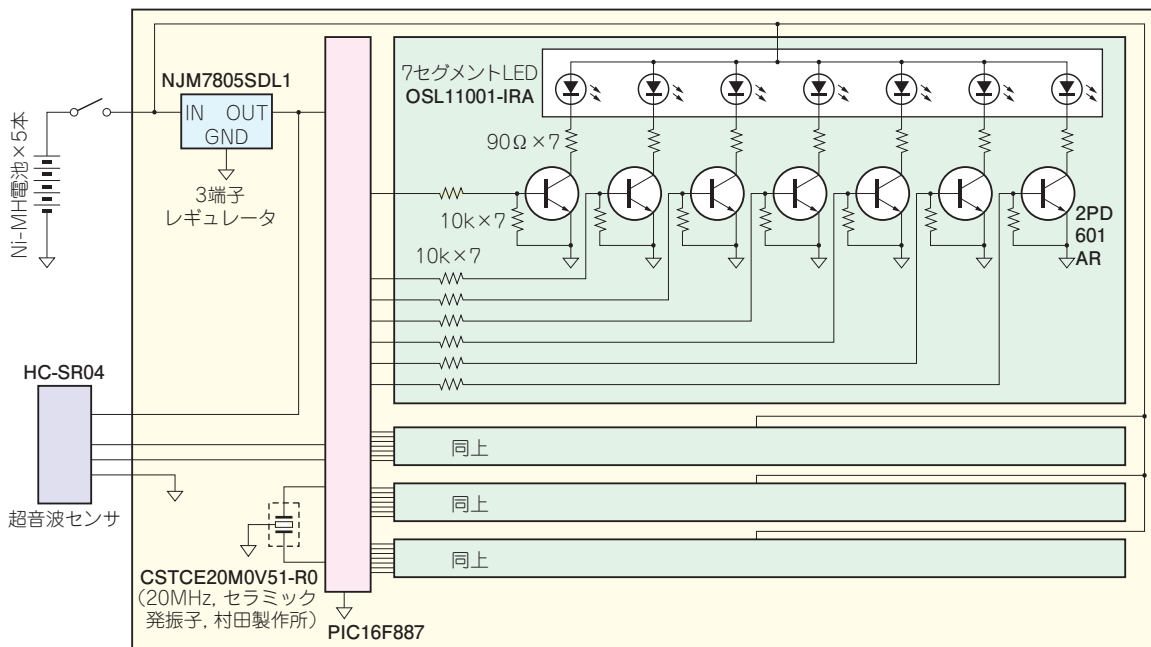 NJM7805SDL1
IN OUT
GND
3端子
レギュレータ
Ni-MH電池×5本
7セグメントLED
OSL11001-IRA
90Ω×7
10k×7
10k×7
2PD
601
AR
HC-SR04
超音波センサ
同上
同上
同上
CSTCE20M0V51-R0
(20MHz, セラミック
発振子, 村田製作所)
PIC16F887